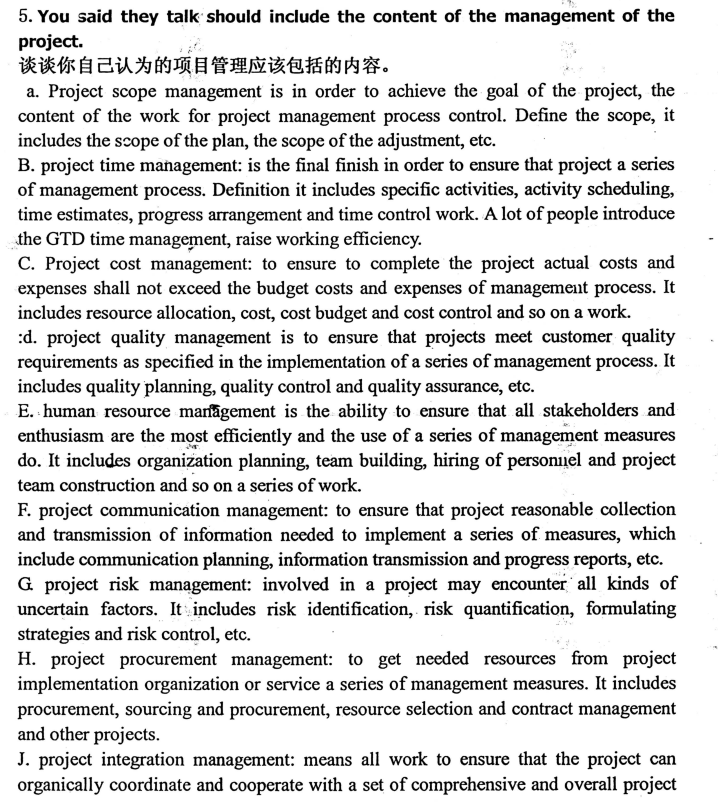 5. You said they talk should include the content of the management of the
project.
谈谈你自己认为的项目管理应该包括的内容。
a. Project scope management is in order to achieve the goal of the project, the
content of the work for project management process control. Define the scope, it
includes the scope of the plan, the scope of the adjustment, etc.
B. project time management: is the final finish in order to ensure that project a series
of management process. Definition it includes specific activities, activity scheduling,
time estimates, progress arrangement and time control work. A lot of people introduce
the GTD time management, raise working efficiency.
C. Project cost management: to ensure to complete the project actual costs and
expenses shall not exceed the budget costs and expenses of management process. It
includes resource allocation, cost, cost budget and cost control and so on a work.
:d. project quality management is to ensure that projects meet customer quality
requirements as specified in the implementation of a series of management process. It
includes quality planning, quality control and quality assurance, etc.
E. human resource management is the ability to ensure that all stakeholders and
enthusiasm are the most efficiently and the use of a series of management measures
do. It includes organization planning, team building, hiring of personnel and project
team construction and so on a series of work.
F. project communication management: to ensure that project reasonable collection
and transmission of information needed to implement a series of measures, which
include communication planning, information transmission and progress reports, etc.
G. project risk management: involved in a project may encounter all kinds of
uncertain factors. It includes risk identification, risk quantification, formulating
strategies and risk control, etc.
H. project procurement management: to get needed resources from project
implementation organization or service a series of management measures. It includes
procurement, sourcing and procurement, resource selection and contract management
and other projects.
J. project integration management: means all work to ensure that the project can
organically coordinate and cooperate with a set of comprehensive and overall project